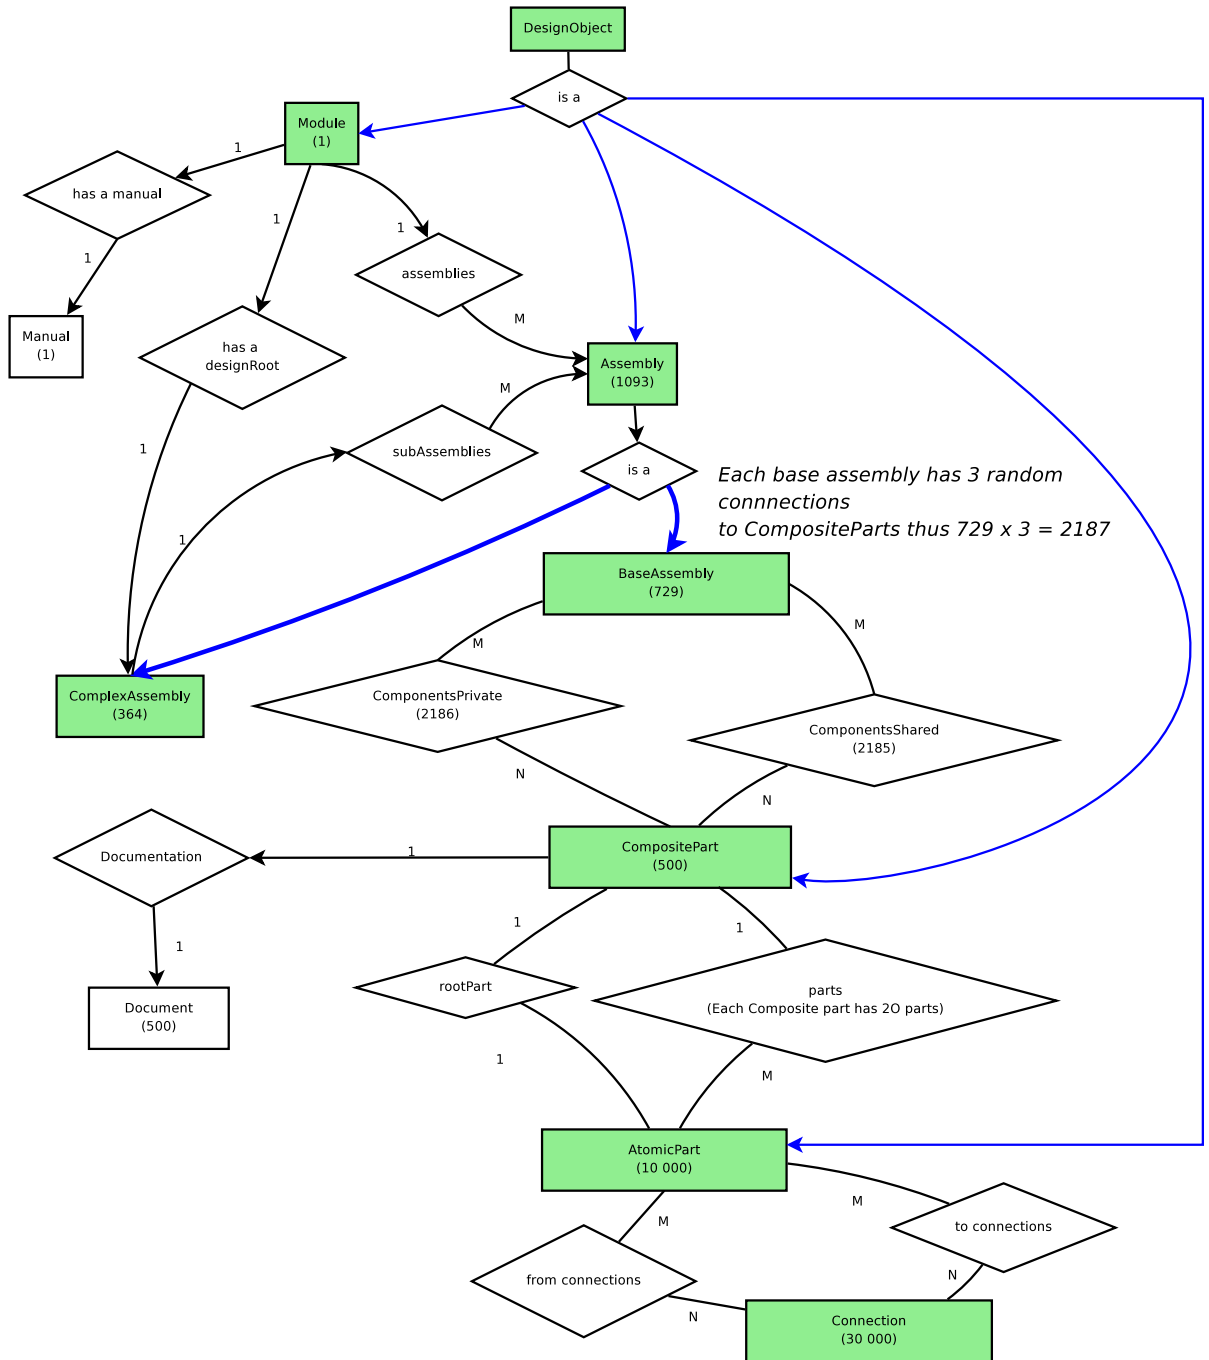 DesignObject
is a
Module
(1)
1
has a manual
1
1
1
assemblies
M
Manual
(1)
has a
designRoot
Assembly
(1093)
M
1
subAssemblies
is a
Each base assembly has 3 random
connnections
to CompositeParts thus 729 x 3 = 2187
1
BaseAssembly
(729)
M
M
ComplexAssembly
(364)
ComponentsPrivate
(2186)
ComponentsShared
(2185)
N
N
CompositePart
(500)
1
Documentation
1
1
1
Document
(500)
rootPart
parts
(Each Composite part has 2O parts)
1
M
AtomicPart
(10 000)
M
M
to connections
from connections
N
N
Connection
(30 000)